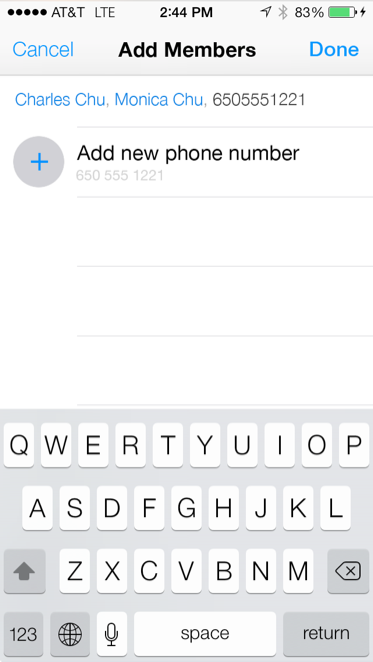 AT&T LTE 2:44 PM 83%
Cancel Add Members Done
Charles Chu, Monica Chu, 6505551221
Add new phone number
650 555 1221
Q W E R T Y U I O P
A S D F G H J K L
Z X C V B N M
123 space return